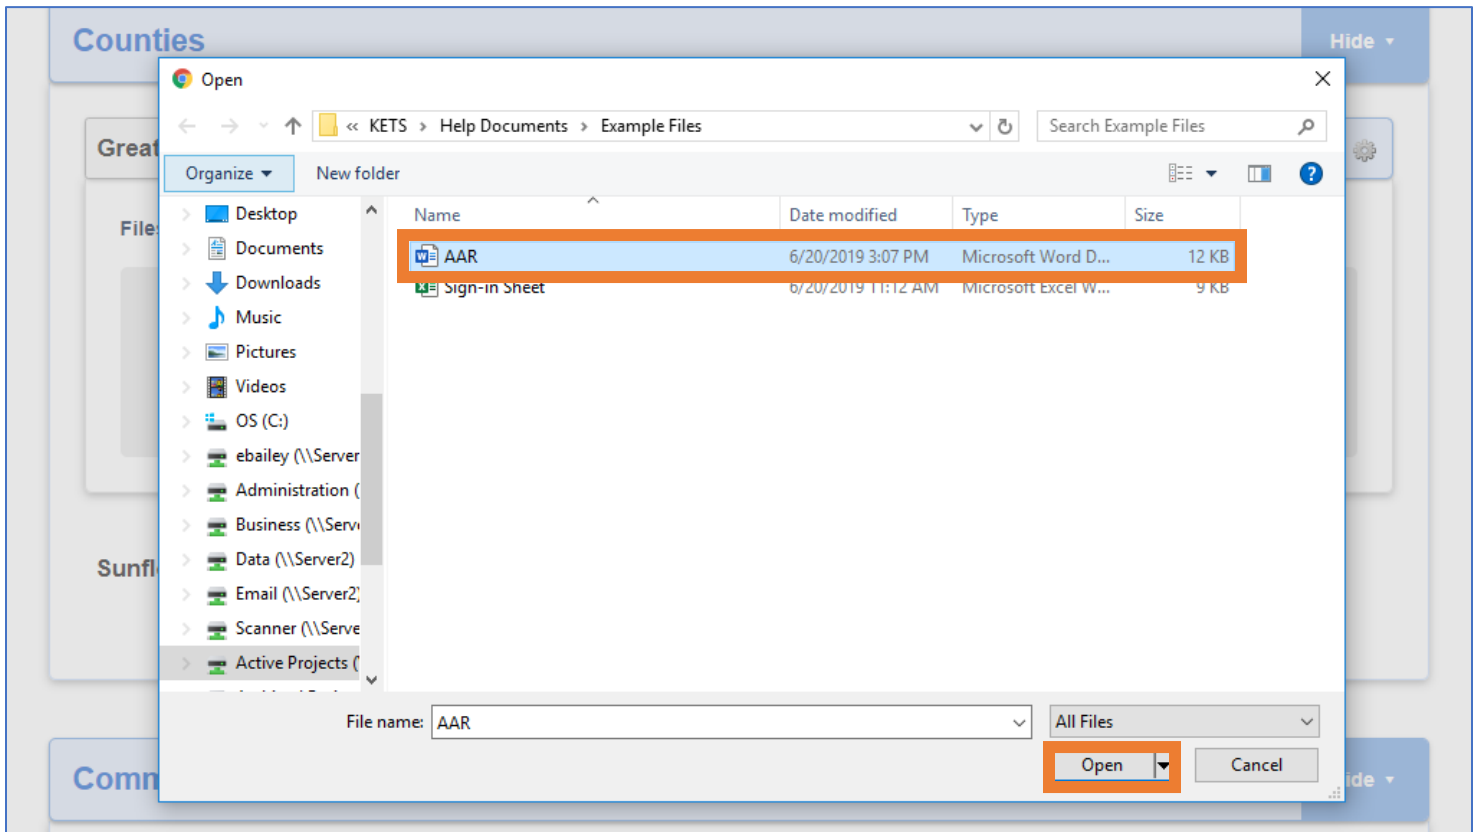 Counties
Hide
Open
« KETS > Help Documents > Example Files
Search Example Files
Great
Organize
New folder
Files
Desktop
Documents
Downloads
Music
Pictures
Videos
OS (C:)
ebailey (\\Server
Administration (
Business (\\Serv
Data (\\Server2)
Email (\\Server2)
Scanner (\\Serve
Active Projects (
Name Date modified Type Size
AAR 6/20/2019 3:07 PM Microsoft Word D... 12 KB
Sign-in Sheet 6/20/2019 11:12 AM Microsoft Excel W... 9 KB
Sunfl
File name: AAR
All Files
Open
Cancel
Comm
ide